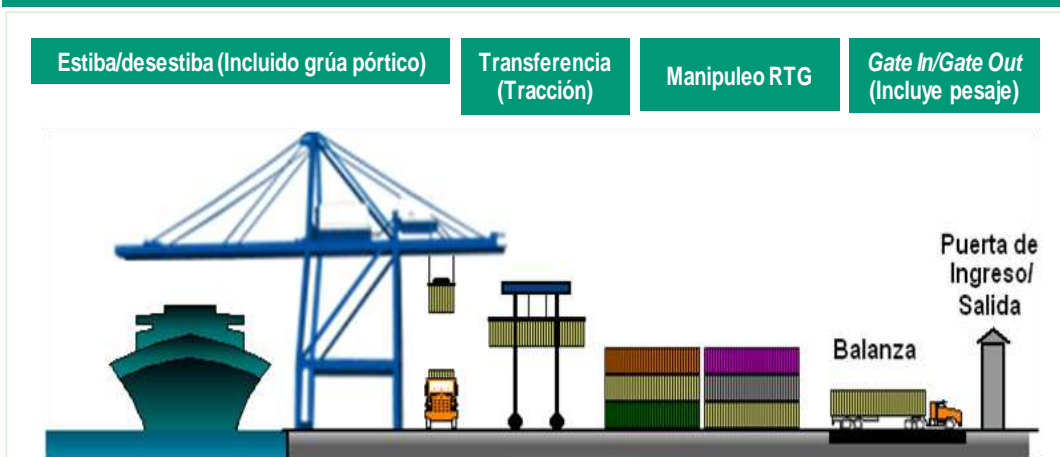 Estiba/desestiba (Incluido grúa pórtico)
Transferencia
(Tracción)
Manipuleo RTG
Gate In/Gate Out
(Incluye pesaje)
Puerta de
Ingreso/
Salida
Balanza